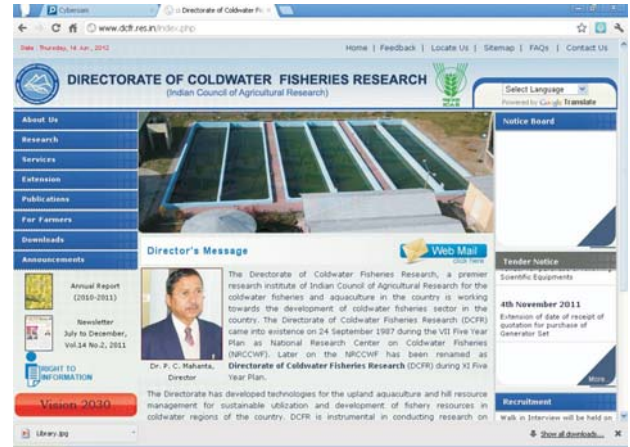 Cybersam
Directorate of Coldwater Fis
www.dcfr.res.in/index.php
Date : Thursday, 14 Jun , 2012
Home | Feedback | Locate Us | Sitemap | FAQs | Contact Us
DIRECTORATE OF COLDWATER FISHERIES RESEARCH
(Indian Council of Agricultural Research)
Select Language
Powered by Google Translate
About Us
Research
Services
Extension
Publications
For Farmers
Downloads
Announcements
Annual Report
(2010-2011)
Newsletter
July to December,
Vol.14 No.2, 2011
RIGHT TO
INFORMATION
Vision 2030
Director's Message
Web Mail
Click Here
Dr. P. C. Mahanta,
Director
The Directorate of Coldwater Fisheries Research, a premier
research institute of Indian Council of Agricultural Research for the
coldwater fisheries and aquaculture in the country is working
towards the development of coldwater fisheries sector in the
country. The Directorate of Coldwater Fisheries Research (DCFR)
came into existence on 24 September 1987 during the VII Five Year
Plan as National Research Center on Coldwater Fisheries
(NRCCWF). Later on the NRCCWF has been renamed as
Directorate of Coldwater Fisheries Research (DCFR) during XI Five
Year Plan.
The Directorate has developed technologies for the upland aquaculture and hill resource
management for sustainable utilization and development of fishery resources in
coldwater regions of the country. DCFR is instrumental in conducting research on
Notice Board
Tender Notice
Scientific Equipments
4th November 2011
Extension of date of receipt of
quotation for purchase of
Generator Set
More...
Recruitment
Walk in Interview will be held on
Library.jpg
Show all downloads...